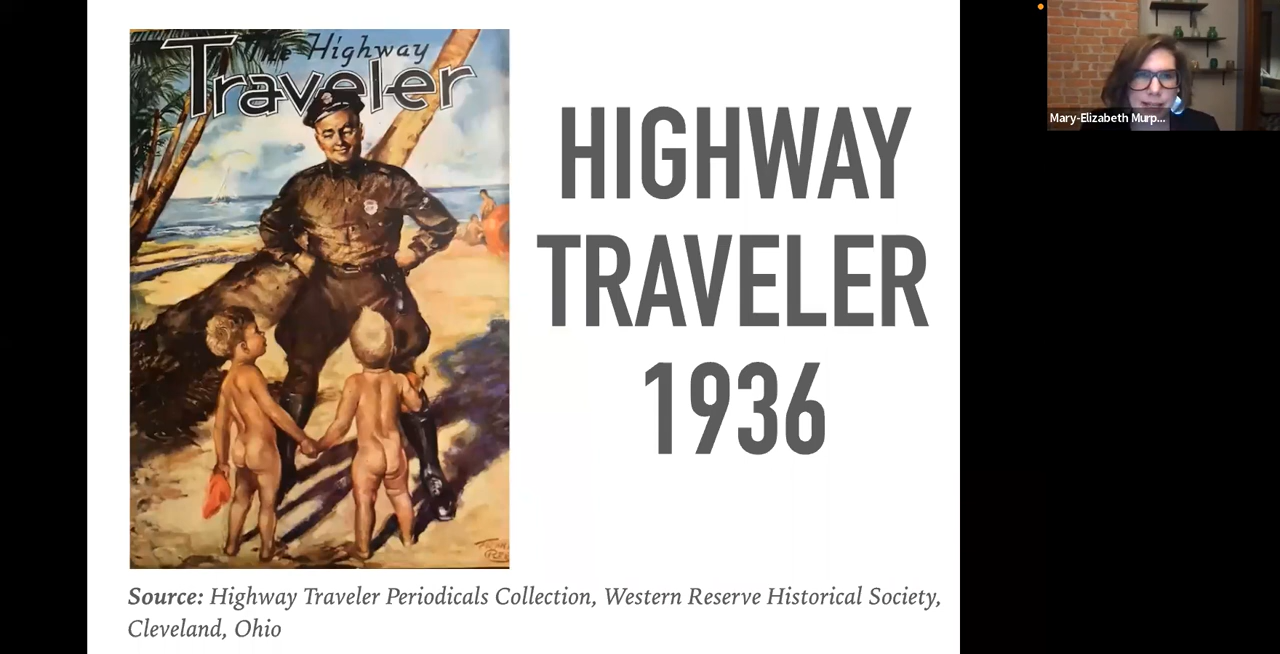 The Highway
Traveler
HIGHWAY
TRAVELER
1936
Source: Highway Traveler Periodicals Collection, Western Reserve Historical Society,
Cleveland, Ohio
Mary-Elizabeth Murp...